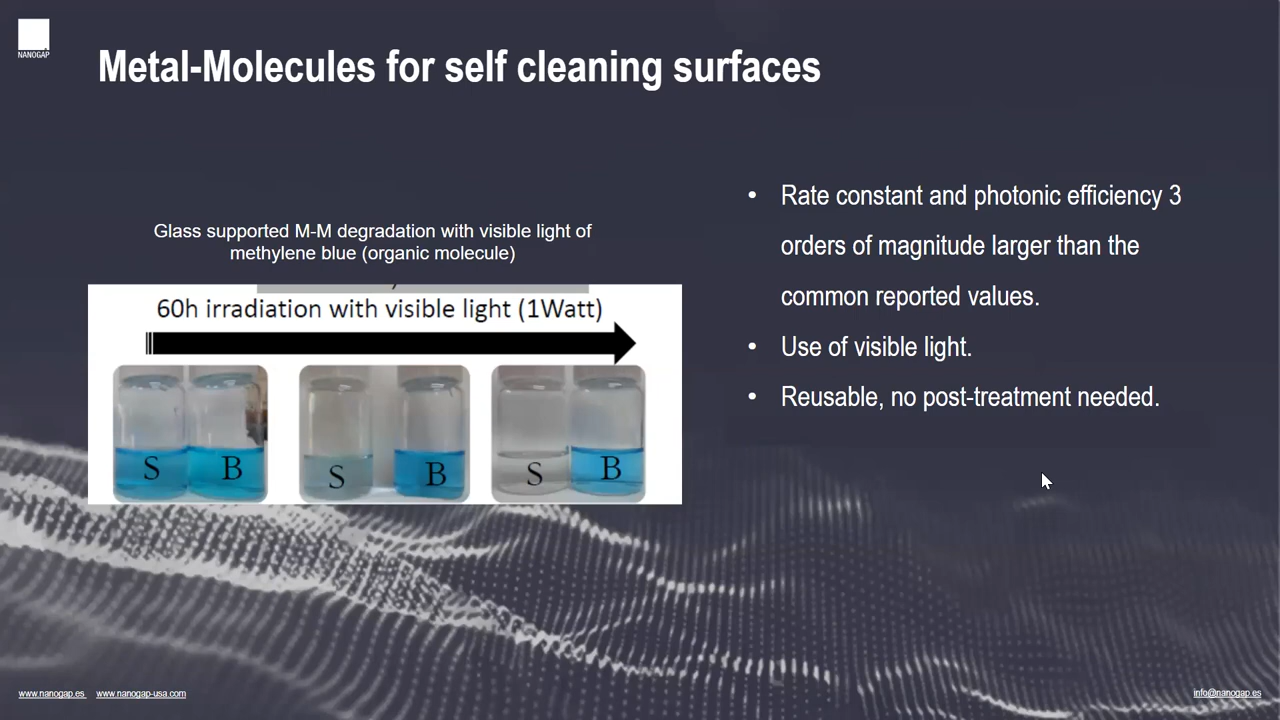 NANOGAP
Metal-Molecules for self cleaning surfaces
Glass supported M-M degradation with visible light of
methylene blue (organic molecule)
60h irradiation with visible light (1Watt)
S B S B S B
• Rate constant and photonic efficiency 3
orders of magnitude larger than the
common reported values.
• Use of visible light.
• Reusable, no post-treatment needed.
www.nanogap.es www.nanogap-usa.com
info@nanogap.es